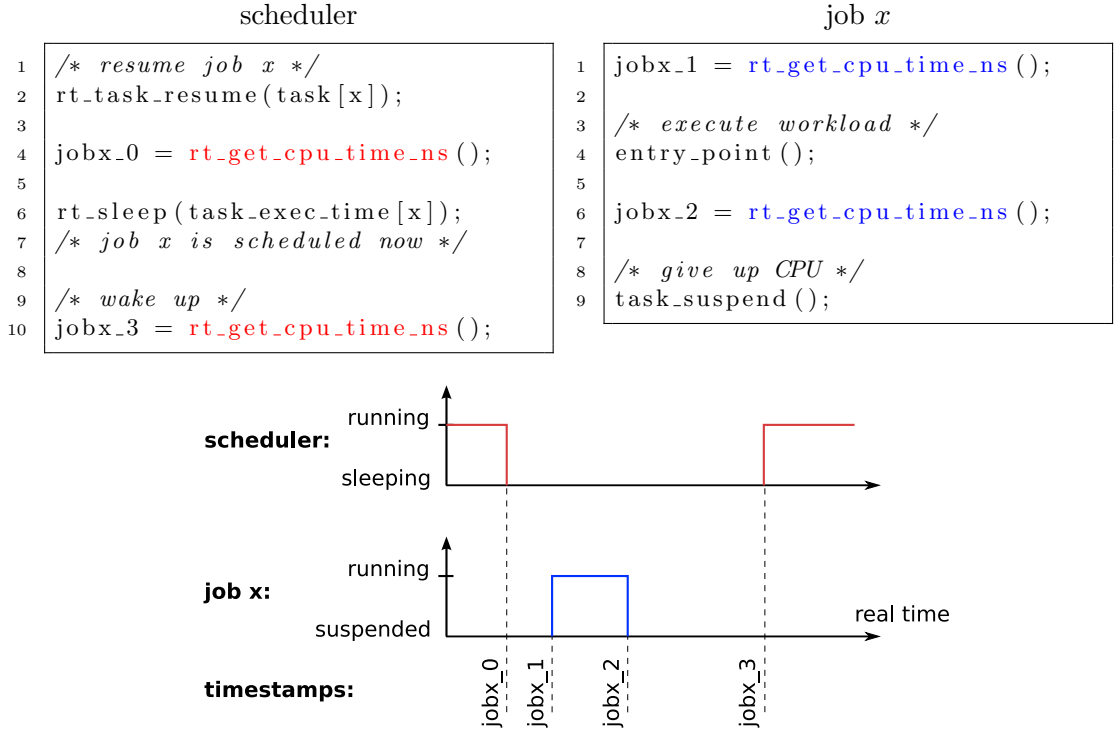 scheduler
1 /* resume job x */
2 rt_task_resume(task[x]);
3
4 jobx_0 = rt_get_cpu_time_ns();
5
6 rt_sleep(task_exec_time[x]);
7 /* job x is scheduled now */
8
9 /* wake up */
10 jobx_3 = rt_get_cpu_time_ns();
job x
1 jobx_1 = rt_get_cpu_time_ns();
2
3 /* execute workload */
4 entry_point();
5
6 jobx_2 = rt_get_cpu_time_ns();
7
8 /* give up CPU */
9 task_suspend();
scheduler:
running
sleeping
job x:
running
suspended
real time
timestamps:
jobx_0
jobx_1
jobx_2
jobx_3